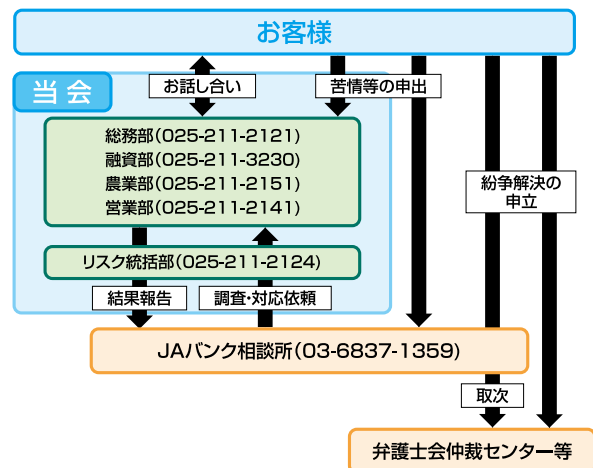 お客様
当会
お話し合い
苦情等の申出
総務部(025-211-2121)
融資部(025-211-3230)
農業部(025-211-2151)
営業部(025-211-2141)
紛争解決の
申立
リスク統括部(025-211-2124)
結果報告
調査・対応依頼
JAバンク相談所(03-6837-1359)
取次
弁護士会仲裁センター等